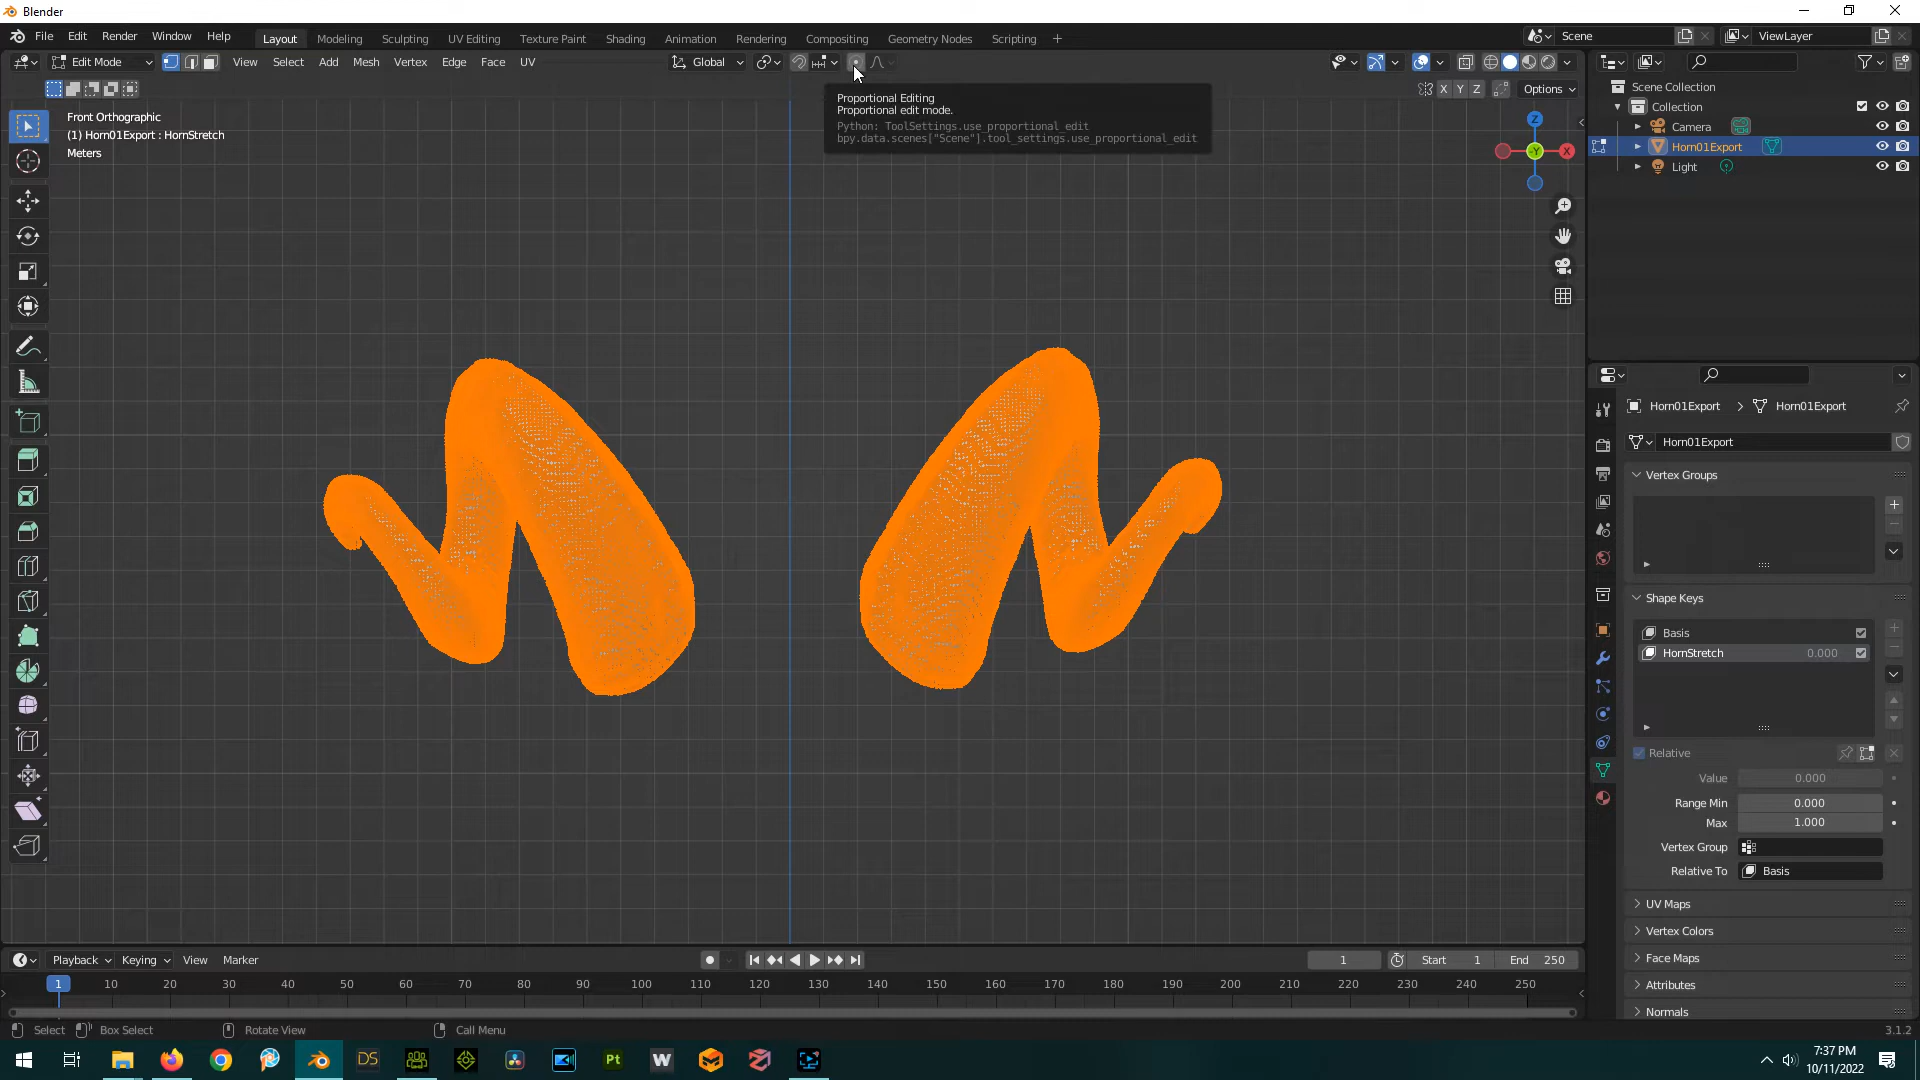 Blender
File Edit Render Window Help
Layout Modeling Sculpting UV Editing Texture Paint Shading Animation Rendering Compositing Geometry Nodes Scripting +
Scene
ViewLayer
Edit Mode
View Select Add Mesh Vertex Edge Face UV
Global
X Y Z
Options
Front Orthographic
(1) Horn01Export : HornStretch
Meters
Proportional Editing
Proportional edit mode.
Python: ToolSettings.use_proportional_edit
bpy.data.scenes["Scene"].tool_settings.use_proportional_edit
Z
-Y
X
Scene Collection
Collection
Camera
Horn01Export
Light
Horn01Export > Horn01Export
Horn01Export
Vertex Groups
Shape Keys
Basis
HornStretch 0.000
Relative
Value 0.000
Range Min 0.000
Max 1.000
Vertex Group
Relative To Basis
UV Maps
Vertex Colors
Face Maps
Attributes
Normals
Playback Keying View Marker
1
Start 1
End 250
1 10 20 30 40 50 60 70 80 90 100 110 120 130 140 150 160 170 180 190 200 210 220 230 240 250
Select Box Select Rotate View Call Menu
3.1.2
DS
Pt
W
7:37 PM
10/11/2022